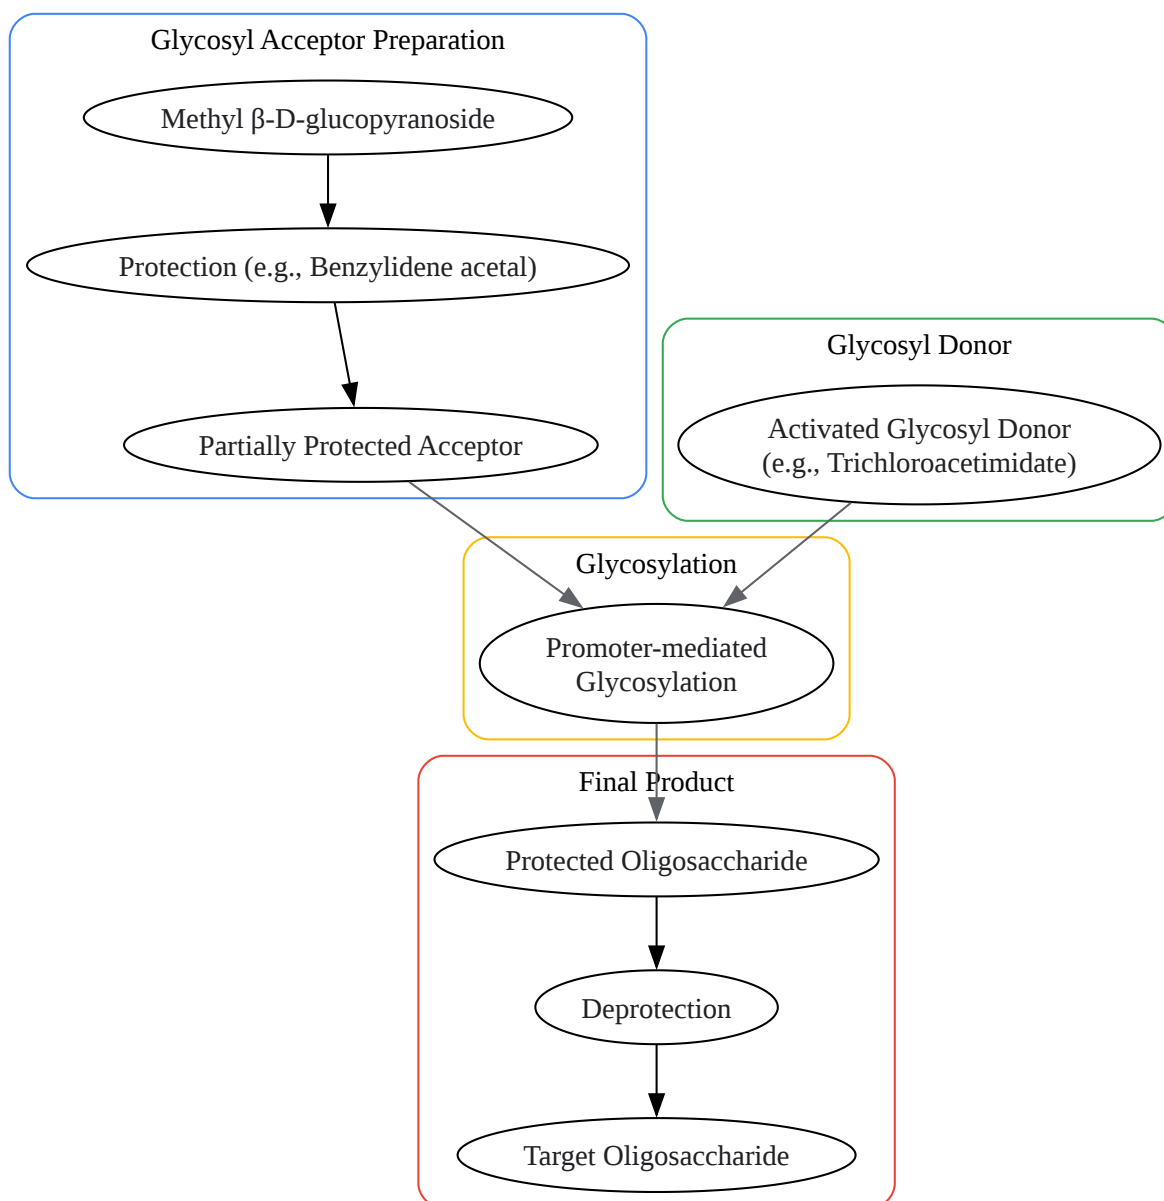 Glycosyl Acceptor Preparation
Methyl β-D-glucopyranoside
Protection (e.g., Benzylidene acetal)
Partially Protected Acceptor
Glycosyl Donor
Activated Glycosyl Donor
(e.g., Trichloroacetimidate)
Glycosylation
Promoter-mediated
Glycosylation
Final Product
Protected Oligosaccharide
Deprotection
Target Oligosaccharide